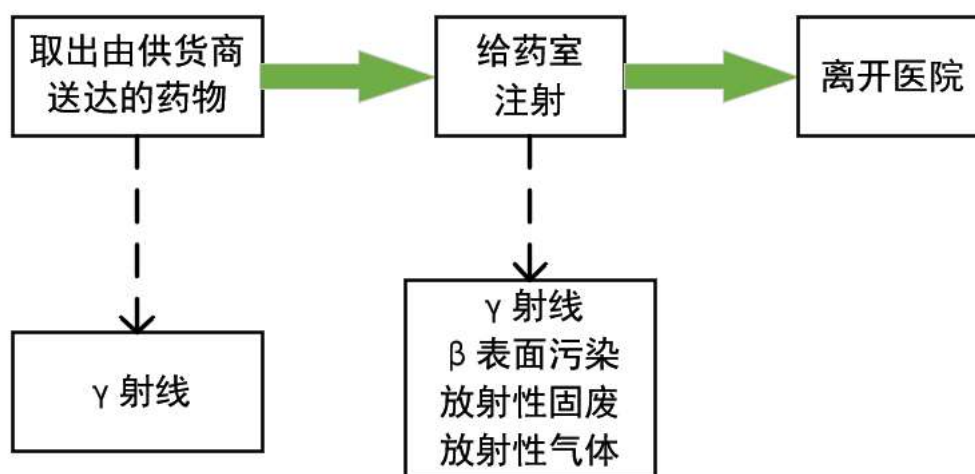 取出由供货商
送达的药物
给药室
注射
离开医院
γ 射线
γ 射线
β 表面污染
放射性固废
放射性气体